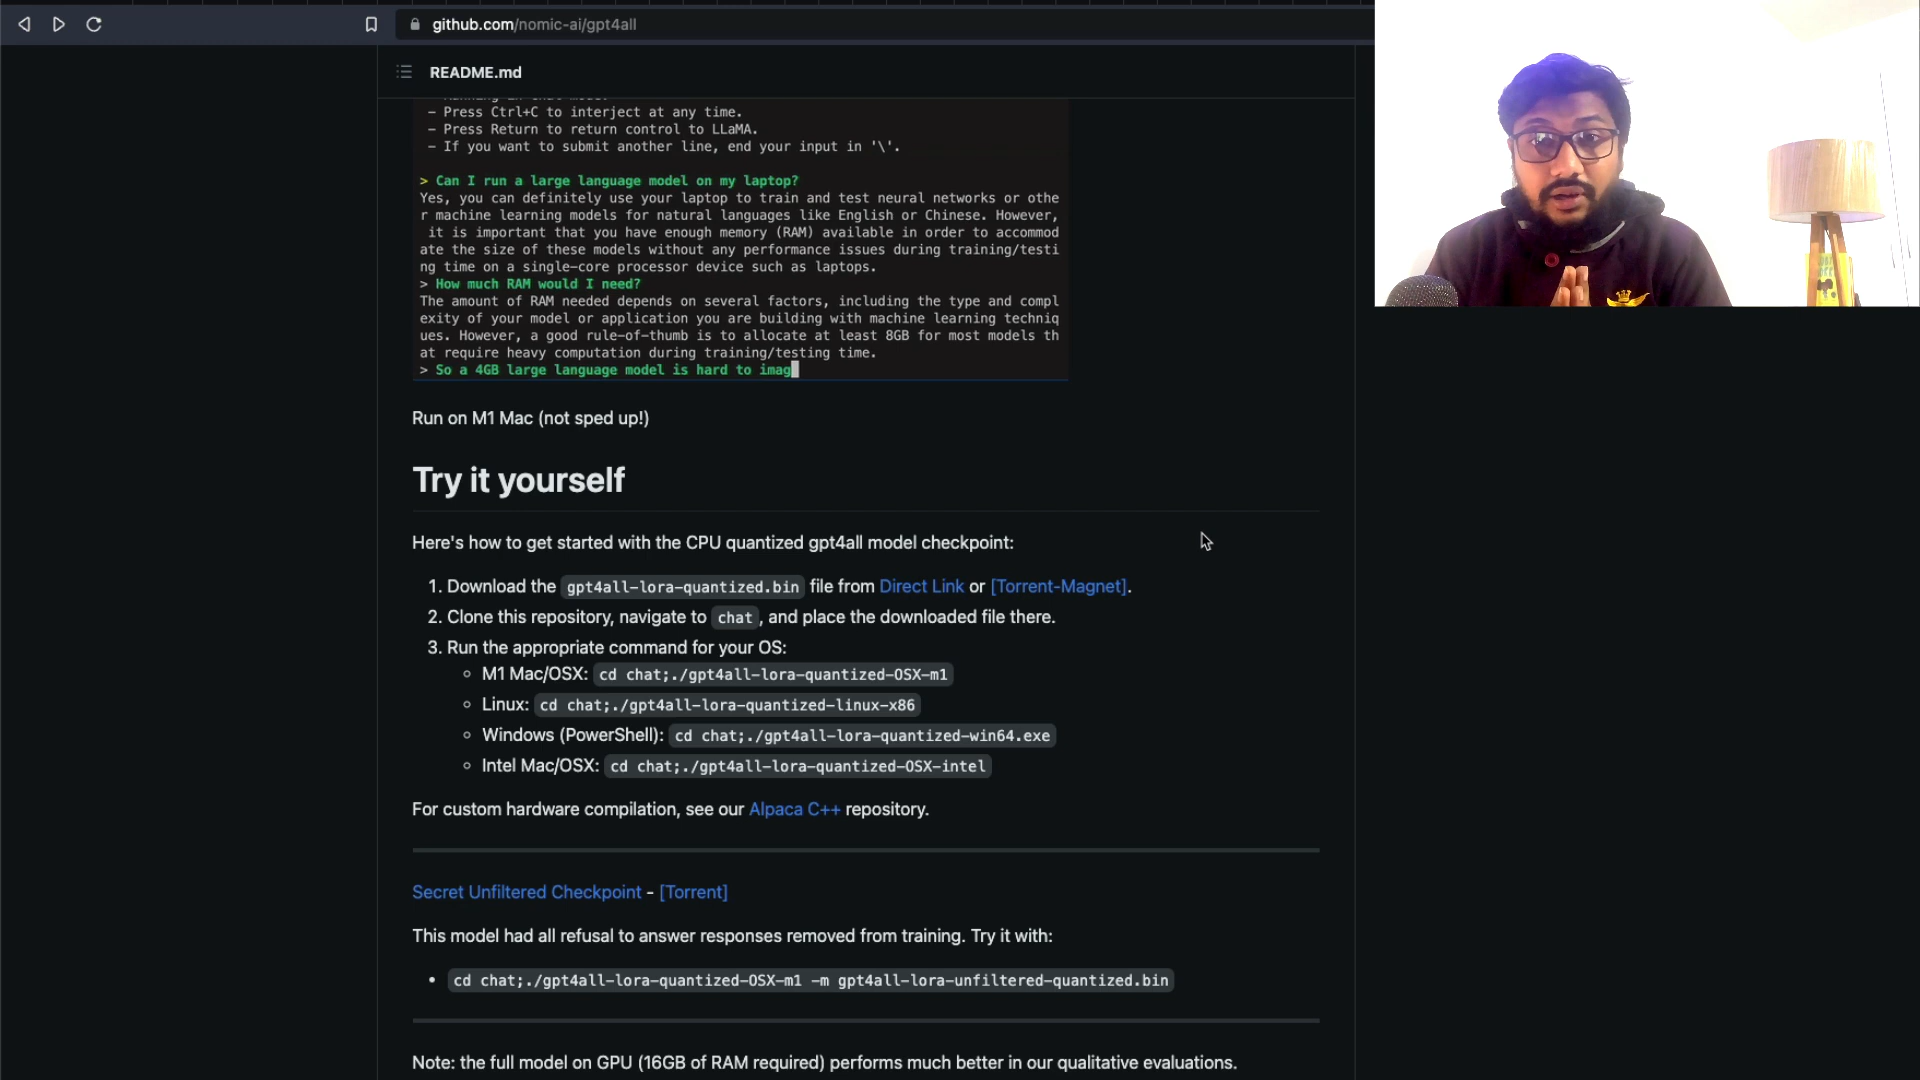 github.com/nomic-ai/gpt4all
README.md
– Press Ctrl+C to interject at any time.
– Press Return to return control to LLaMA.
– If you want to submit another line, end your input in '\'.
> Can I run a large language model on my laptop?
Yes, you can definitely use your laptop to train and test neural networks or othe
r machine learning models for natural languages like English or Chinese. However,
it is important that you have enough memory (RAM) available in order to accommod
ate the size of these models without any performance issues during training/testi
ng time on a single-core processor device such as laptops.
> How much RAM would I need?
The amount of RAM needed depends on several factors, including the type and compl
exity of your model or application you are building with machine learning techniq
ues. However, a good rule-of-thumb is to allocate at least 8GB for most models th
at require heavy computation during training/testing time.
> So a 4GB large language model is hard to imag
Run on M1 Mac (not sped up!)
Try it yourself
Here's how to get started with the CPU quantized gpt4all model checkpoint:
1. Download the gpt4all-lora-quantized.bin file from Direct Link or [Torrent-Magnet].
2. Clone this repository, navigate to chat, and place the downloaded file there.
3. Run the appropriate command for your OS:
◦ M1 Mac/OSX: cd chat;./gpt4all-lora-quantized-OSX-m1
◦ Linux: cd chat;./gpt4all-lora-quantized-linux-x86
◦ Windows (PowerShell): cd chat;./gpt4all-lora-quantized-win64.exe
◦ Intel Mac/OSX: cd chat;./gpt4all-lora-quantized-OSX-intel
For custom hardware compilation, see our Alpaca C++ repository.
Secret Unfiltered Checkpoint - [Torrent]
This model had all refusal to answer responses removed from training. Try it with:
• cd chat;./gpt4all-lora-quantized-OSX-m1 -m gpt4all-lora-unfiltered-quantized.bin
Note: the full model on GPU (16GB of RAM required) performs much better in our qualitative evaluations.